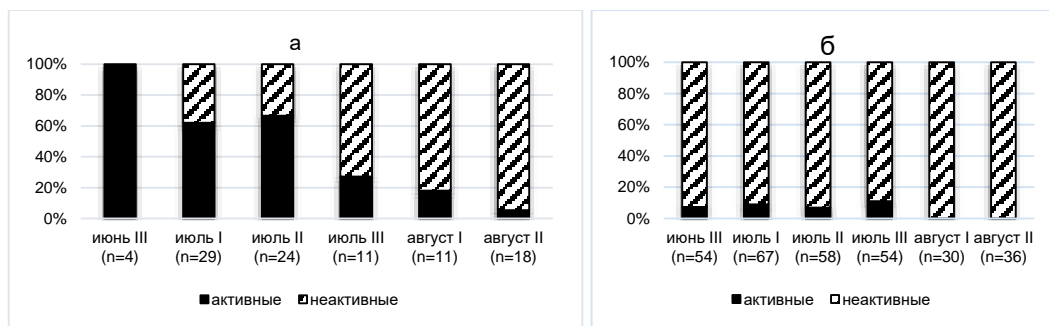 а
100%
80%
60%
40%
20%
0%
июнь III июль I июль II июль III август I август II
(n=4) (n=29) (n=24) (n=11) (n=11) (n=18)
активные неактивные
б
100%
80%
60%
40%
20%
0%
июнь III июль I июль II июль III август I август II
(n=54) (n=67) (n=58) (n=54) (n=30) (n=36)
активные неактивные